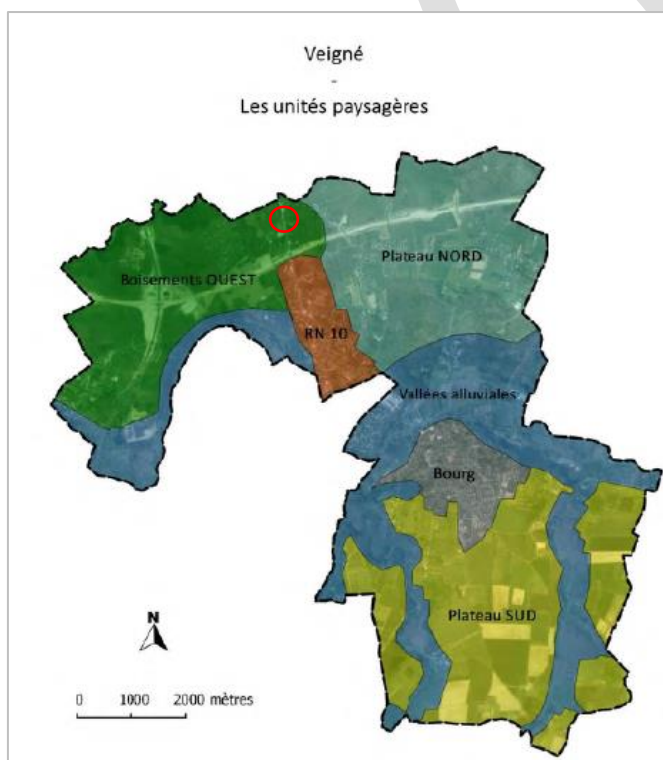 Veigné
-
Les unités paysagères
Plateau NORD
Boisements OUEST
RN 10
Vallées alluviales
Bourg
Plateau SUD
N
0 1000 2000 mètres